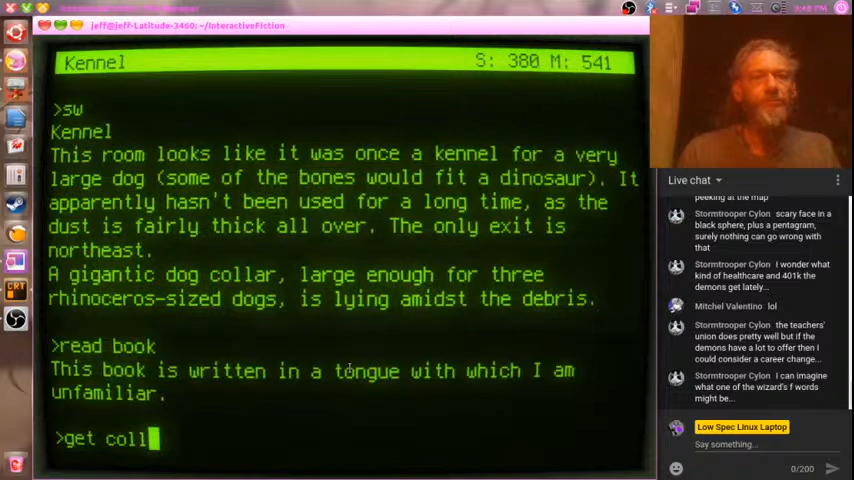 jeff@jeff-Latitude-3460: ~/InteractiveFiction
3:48 PM
Kennel S: 380 M: 541
>sw
Kennel
This room looks like it was once a kennel for a very
large dog (some of the bones would fit a dinosaur). It
apparently hasn't been used for a long time, as the
dust is fairly thick all over. The only exit is
northeast.
A gigantic dog collar, large enough for three
rhinoceros-sized dogs, is lying amidst the debris.
>read book
This book is written in a tongue with which I am
unfamiliar.
>get coll
CRT
Live chat
peeking at the map
Stormtrooper Cylon scary face in
a black sphere, plus a pentagram,
surely nothing can go wrong with
that
Stormtrooper Cylon I wonder what
kind of healthcare and 401k the
demons get lately...
Mitchel Valentino lol
Stormtrooper Cylon the teachers'
union does pretty well but if the
demons have a lot to offer then I
could consider a career change...
Stormtrooper Cylon I can imagine
what one of the wizard's f words
might be...
Low Spec Linux Laptop
Say something...
0/200